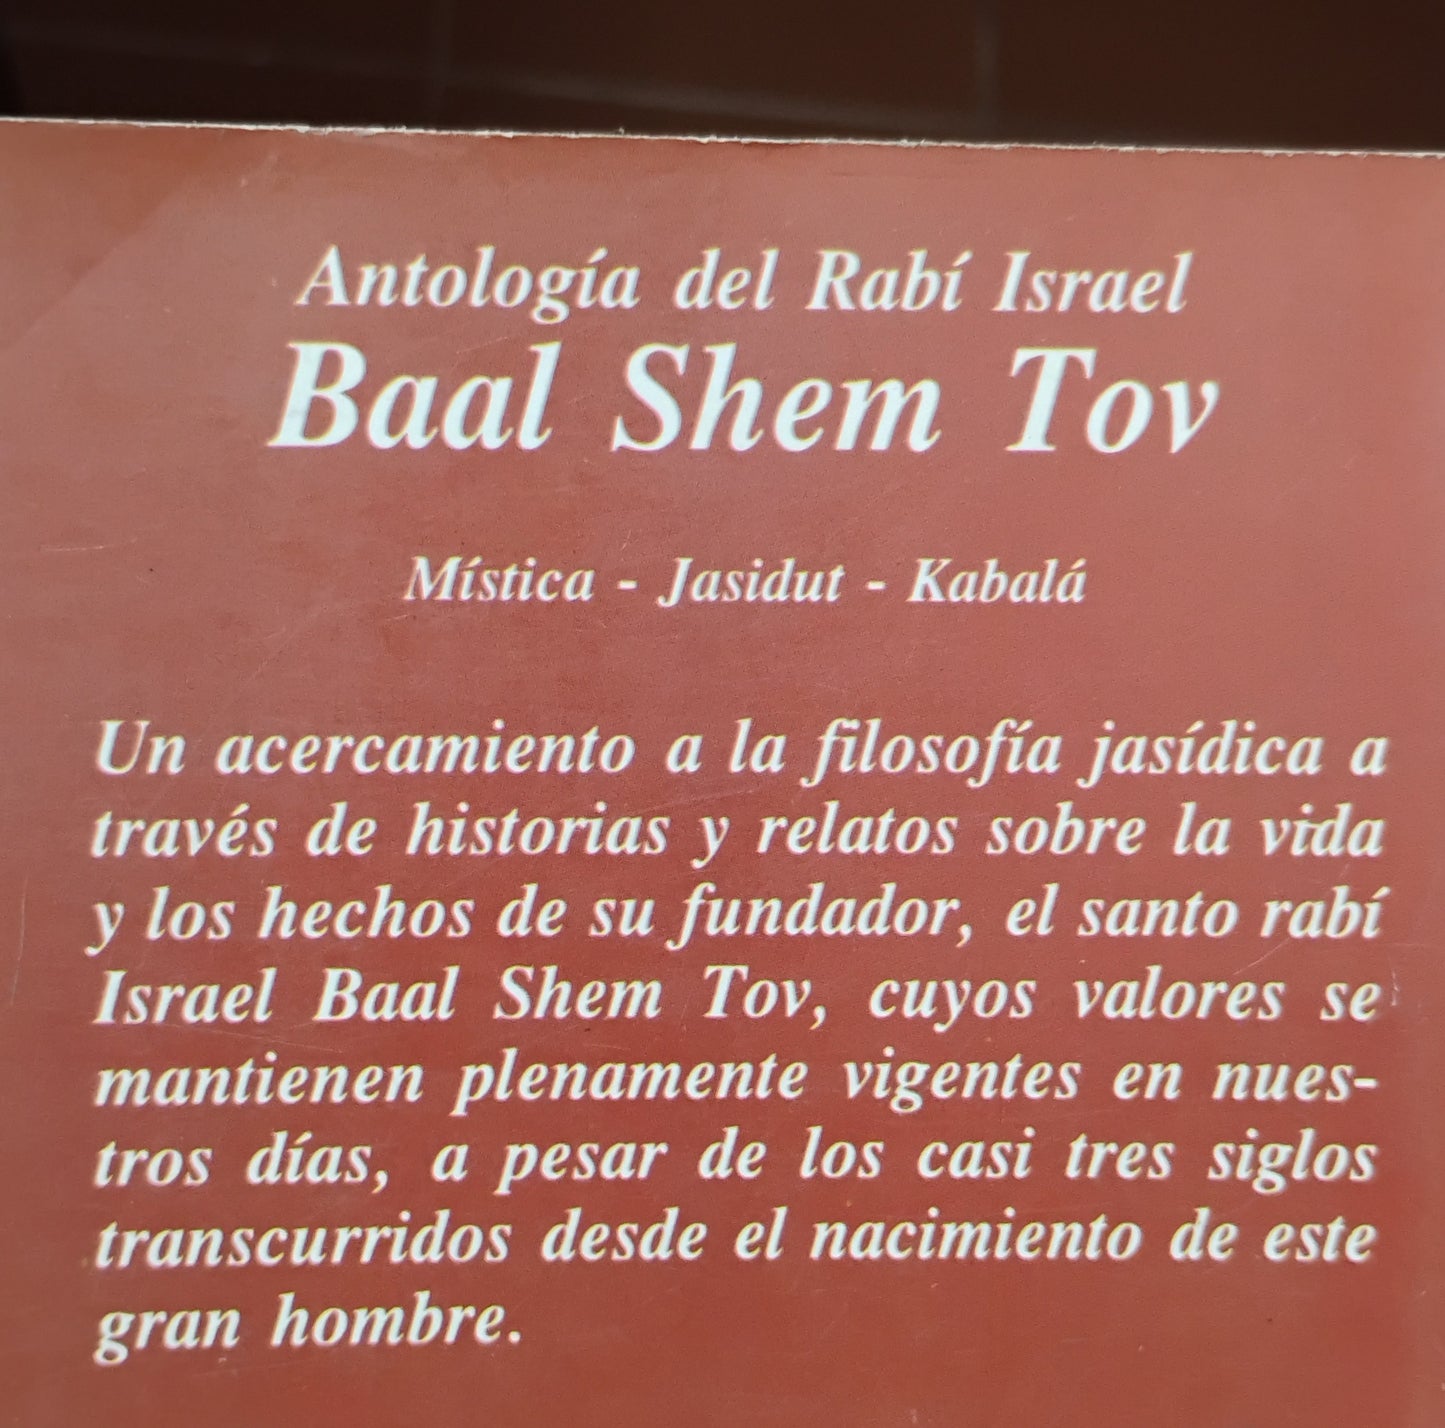 Antología del Rabí Israel
Baal Shem Tov
Mística - Jasidut - Kabalá
Un acercamiento a la filosofía jasídica a
través de historias y relatos sobre la vida
y los hechos de su fundador, el santo rabí
Israel Baal Shem Tov, cuyos valores se
mantienen plenamente vigentes en nues-
tros días, a pesar de los casi tres siglos
transcurridos desde el nacimiento de este
gran hombre.